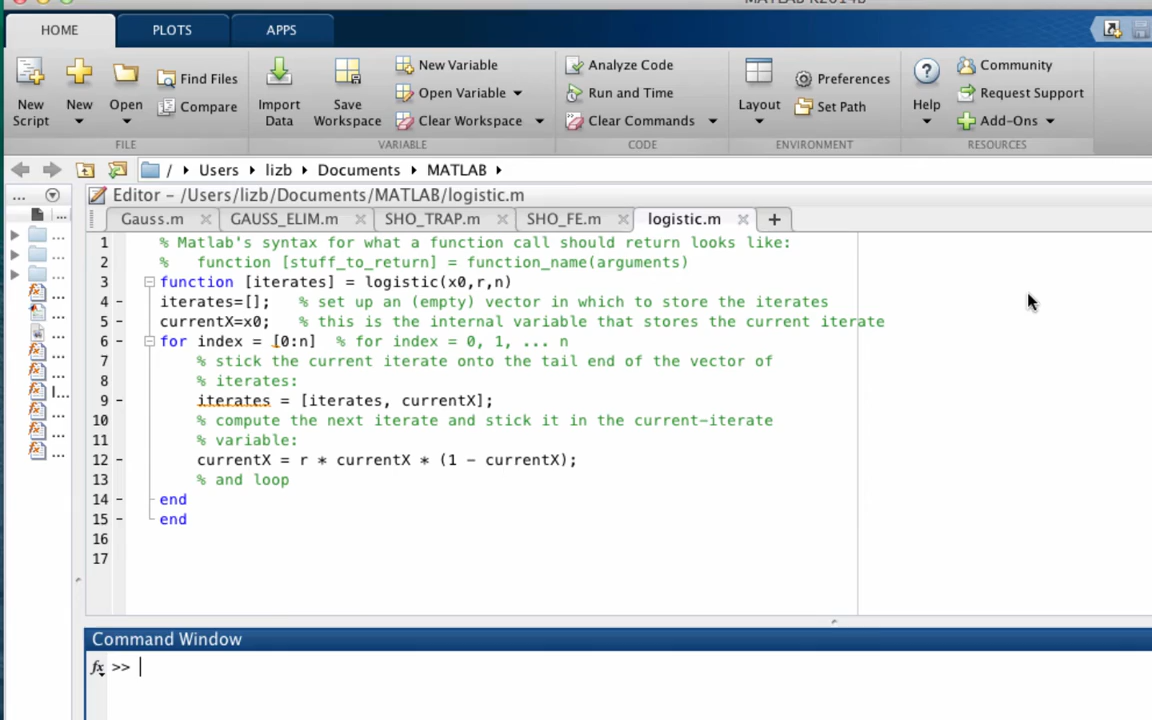 MATLAB R2014b
HOME PLOTS APPS
New Script
New
Open
Find Files
Compare
Import Data
Save Workspace
New Variable
Open Variable
Clear Workspace
Analyze Code
Run and Time
Clear Commands
Layout
Preferences
Set Path
Help
Community
Request Support
Add-Ons
FILE VARIABLE CODE ENVIRONMENT RESOURCES
/ Users lizb Documents MATLAB
Editor – /Users/lizb/Documents/MATLAB/logistic.m
Gauss.m GAUSS_ELIM.m SHO_TRAP.m SHO_FE.m logistic.m +
1 % Matlab's syntax for what a function call should return looks like:
2 %   function [stuff_to_return] = function_name(arguments)
3 function [iterates] = logistic(x0,r,n)
4 – iterates=[];   % set up an (empty) vector in which to store the iterates
5 – currentX=x0;   % this is the internal variable that stores the current iterate
6 – for index = [0:n]  % for index = 0, 1, ... n
7 % stick the current iterate onto the tail end of the vector of
8 % iterates:
9 – iterates = [iterates, currentX];
10 % compute the next iterate and stick it in the current-iterate
11 % variable:
12 – currentX = r * currentX * (1 - currentX);
13 % and loop
14 – end
15 – end
16
17
Command Window
fx >>